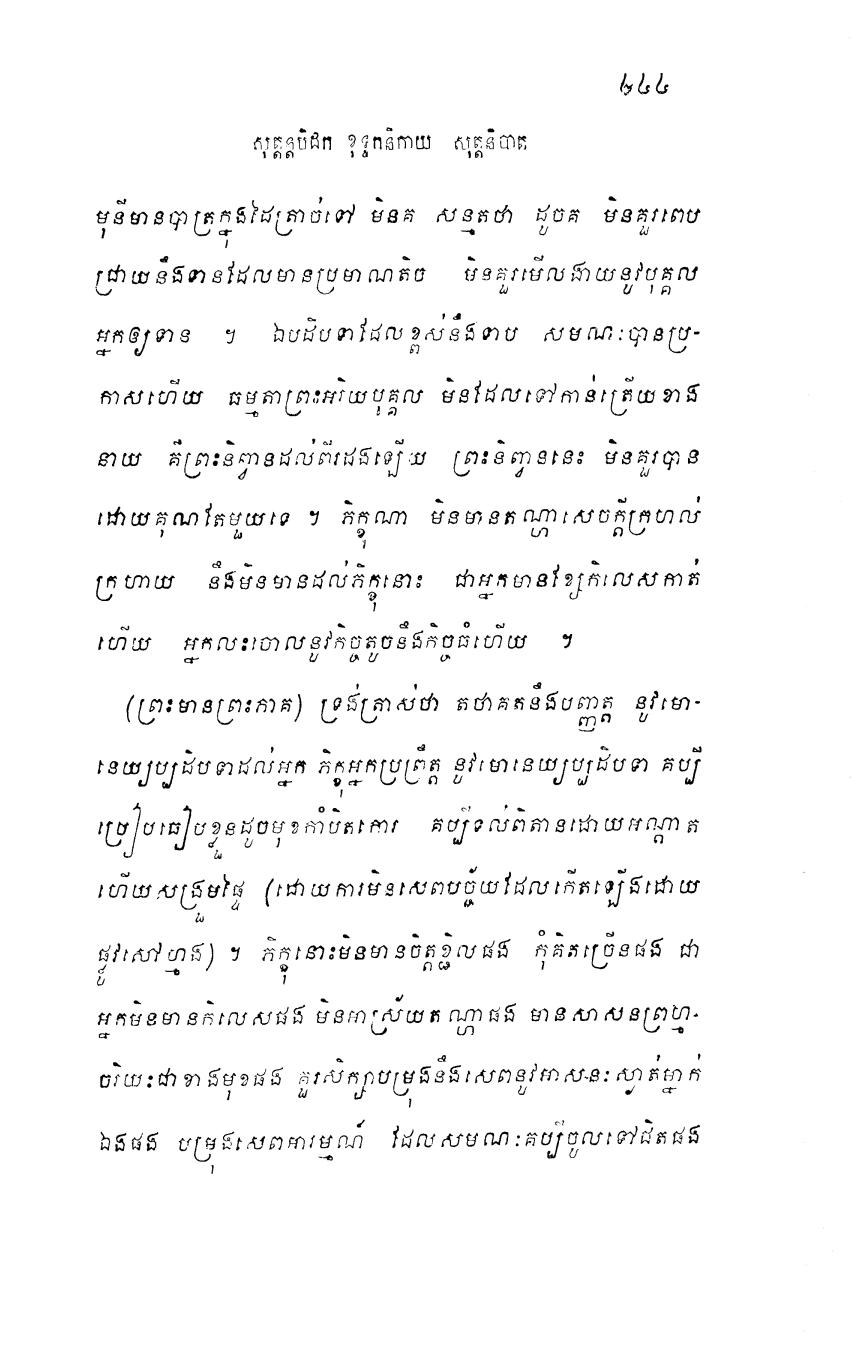 ២៤៤
សុត្តន្តបិដក ខុទ្ទកនិកាយ សុត្តនិបាត
មុនីមានបាត្រក្នុងដៃត្រាច់ទៅ មិនគ សន្មតថា ដូចគ មិនគួរពេប
ជ្រាយនឹងទានដែលមានប្រមាណតិច មិនគួរមើលងាយនូវបុគ្គល
អ្នកឲ្យទាន ។ ឯបដិបទាដែលខ្ពស់នឹងទាប សមណៈបានប្រ-
កាសហើយ ធម្មតាព្រះអរិយបុគ្គល មិនដែលទៅកាន់ត្រើយខាង
នាយ គឺព្រះនិព្វានដល់ពីរដងឡើយ ព្រះនិព្វាននេះ មិនគួរបាន
ដោយគុណតែមួយទេ ។ ភិក្ខុណា មិនមានតណ្ហាសេចក្តីក្រហល់
ក្រហាយ នឹងមិនមានដល់ភិក្ខុនោះ ជាអ្នកមានខ្សែកិលេសកាត់
ហើយ អ្នកលះចោលនូវកិច្ចតូចនឹងកិច្ចធំហើយ ។
(ព្រះមានព្រះភាគ) ទ្រង់ត្រាស់ថា តថាគតនឹងបញ្ញត្ត នូវមោ-
នេយ្យប្បដិបទាដល់អ្នក ភិក្ខុអ្នកប្រព្រឹត្ត នូវមោនេយ្យប្បដិបទា គប្បី
ប្រៀបធៀបខ្លួនដូចមុខកាំបិតកោរ គប្បីទល់ពិតានដោយអណ្តាត
ហើយសង្រួមផ្ទៃ (ដោយការមិនសេពបច្ច័យដែលកើតឡើងដោយ
ផ្លូវសៅហ្មង) ។ ភិក្ខុនោះមិនមានចិត្តខ្ជិលផង កុំគិតច្រើនផង ជា
អ្នកមិនមានកិលេសផង មិនអាស្រ័យតណ្ហាផង មានសាសនព្រហ្ម-
ចរិយៈជាខាងមុខផង គួរសិក្សាបម្រុងនឹងសេពនូវអាសនៈស្ងាត់ម្នាក់
ឯងផង បម្រុងសេពអារម្មណ៍ ដែលសមណៈគប្បីចូលទៅជិតផង